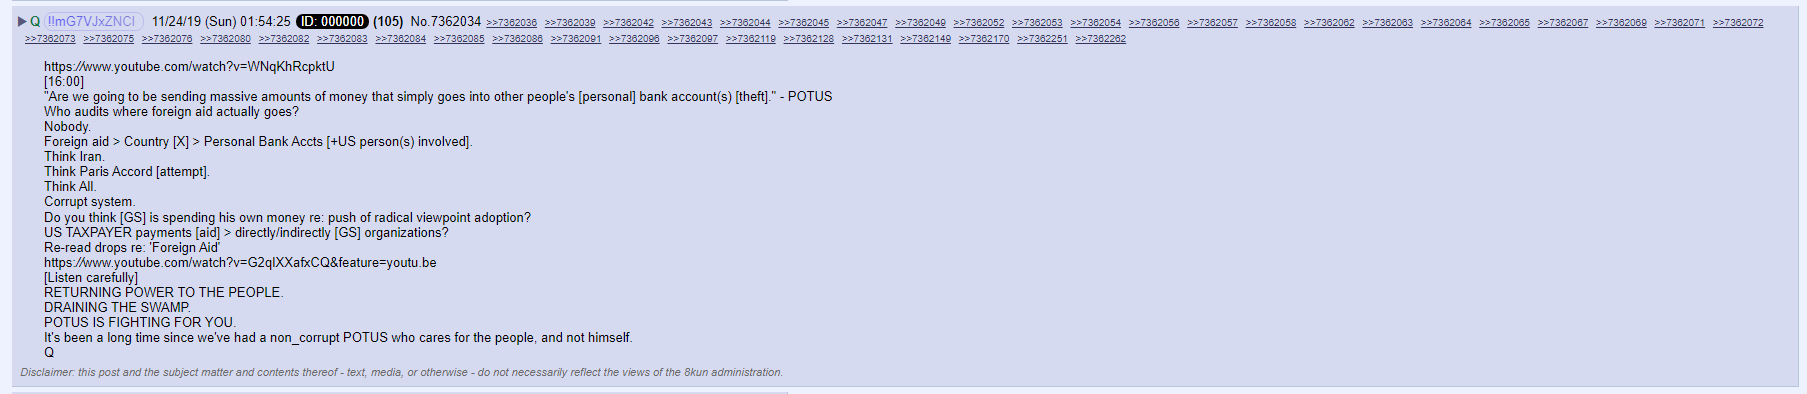 ▶ Q !!mG7VJxZNCI 11/24/19 (Sun) 01:54:25 ID: 000000 (105) No.7362034 >>7362036 >>7362039 >>7362042 >>7362043 >>7362044 >>7362045 >>7362047 >>7362049 >>7362052 >>7362053 >>7362054 >>7362056 >>7362057 >>7362058 >>7362062 >>7362063 >>7362064 >>7362065 >>7362067 >>7362069 >>7362071 >>7362072
>>7362073 >>7362075 >>7362076 >>7362080 >>7362082 >>7362083 >>7362084 >>7362085 >>7362086 >>7362091 >>7362096 >>7362097 >>7362119 >>7362128 >>7362131 >>7362149 >>7362170 >>7362251 >>7362262
https://www.youtube.com/watch?v=WNqKhRcpktU
[16:00]
"Are we going to be sending massive amounts of money that simply goes into other people's [personal] bank account(s) [theft]." - POTUS
Who audits where foreign aid actually goes?
Nobody.
Foreign aid > Country [X] > Personal Bank Accts [+US person(s) involved].
Think Iran.
Think Paris Accord [attempt].
Think All.
Corrupt system.
Do you think [GS] is spending his own money re: push of radical viewpoint adoption?
US TAXPAYER payments [aid] > directly/indirectly [GS] organizations?
Re-read drops re: 'Foreign Aid'
https://www.youtube.com/watch?v=G2qIXXafxCQ&feature=youtu.be
[Listen carefully]
RETURNING POWER TO THE PEOPLE.
DRAINING THE SWAMP.
POTUS IS FIGHTING FOR YOU.
It's been a long time since we've had a non_corrupt POTUS who cares for the people, and not himself.
Q
Disclaimer: this post and the subject matter and contents thereof - text, media, or otherwise - do not necessarily reflect the views of the 8kun administration.